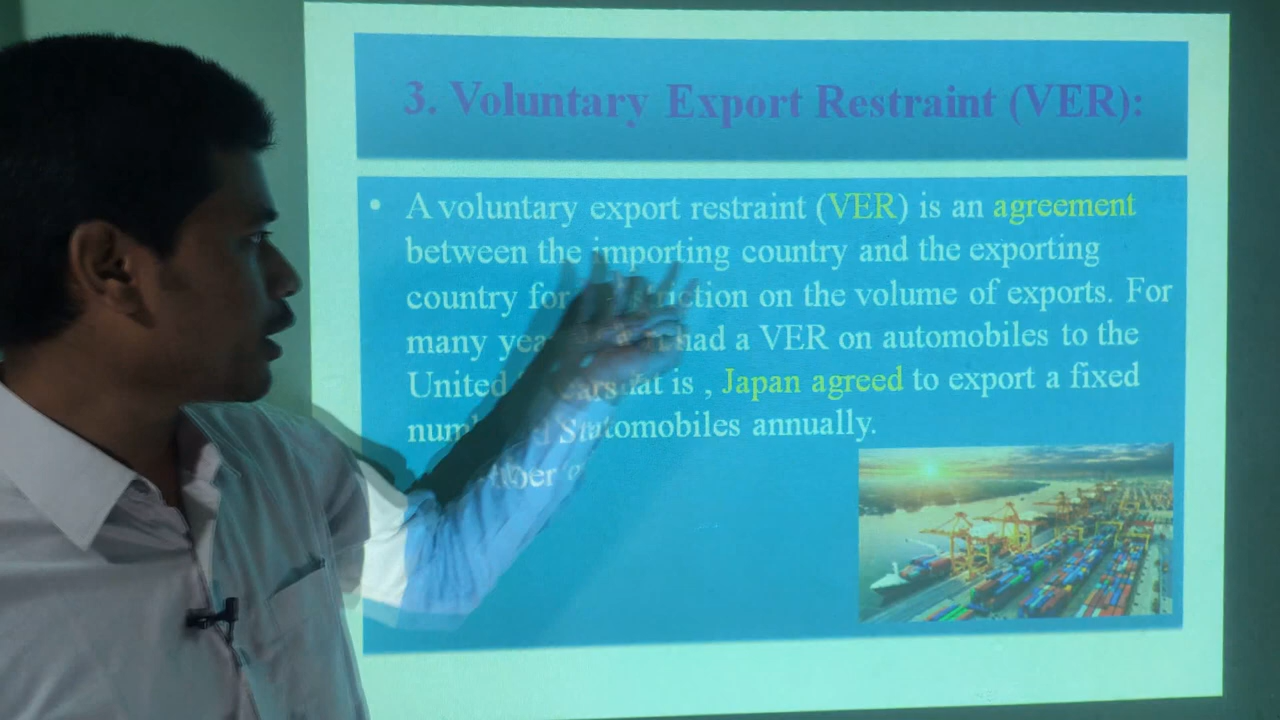 3. Voluntary Export Restraint (VER):
• A voluntary export restraint (VER) is an agreement
between the importing country and the exporting
country for restriction on the volume of exports. For
many had a VER on automobiles to the
United that is , Japan agreed to export a fixed
automobiles annually.